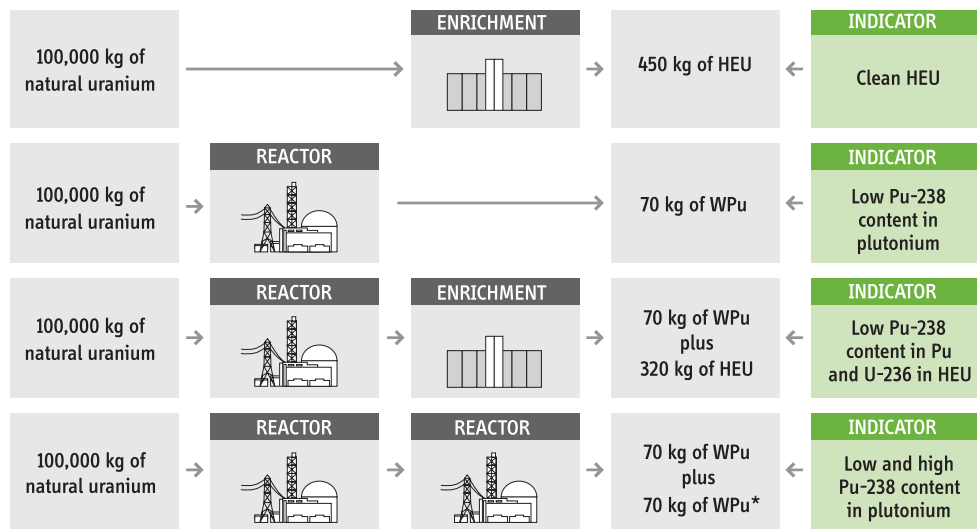 ENRICHMENT
INDICATOR
100,000 kg of
natural uranium
450 kg of HEU
Clean HEU
REACTOR
INDICATOR
100,000 kg of
natural uranium
70 kg of WPu
Low Pu-238
content in
plutonium
REACTOR
ENRICHMENT
INDICATOR
100,000 kg of
natural uranium
70 kg of WPu
plus
320 kg of HEU
Low Pu-238
content in Pu
and U-236 in HEU
REACTOR
REACTOR
INDICATOR
100,000 kg of
natural uranium
70 kg of WPu
plus
70 kg of WPu*
Low and high
Pu-238 content
in plutonium